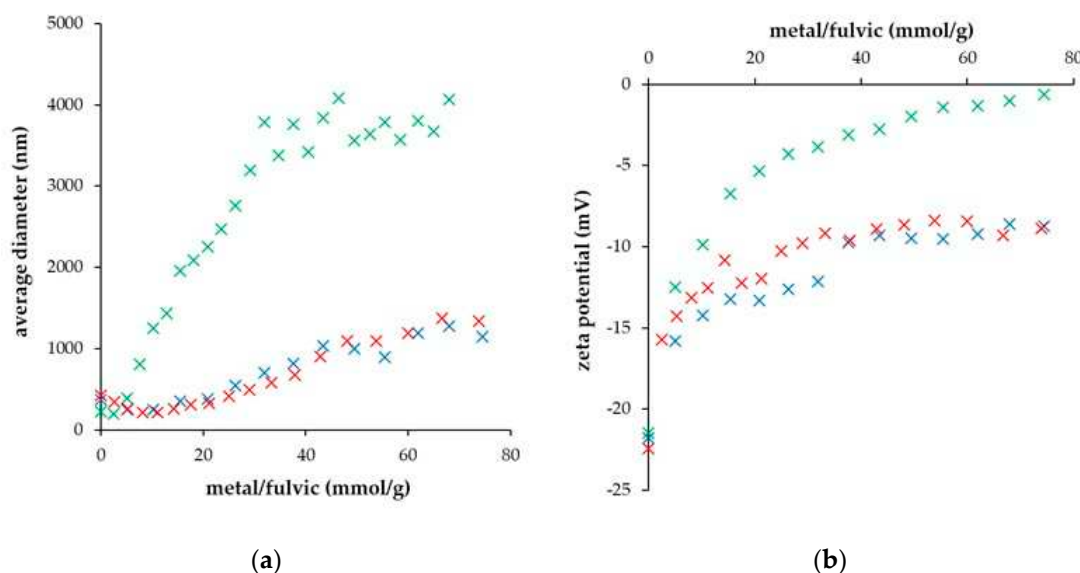 5000
4000
3000
2000
1000
0
average diameter (nm)
0 20 40 60 80
metal/fulvic (mmol/g)
(a)
metal/fulvic (mmol/g)
0 20 40 60 80
0
-5
-10
-15
-20
-25
zeta potential (mV)
(b)